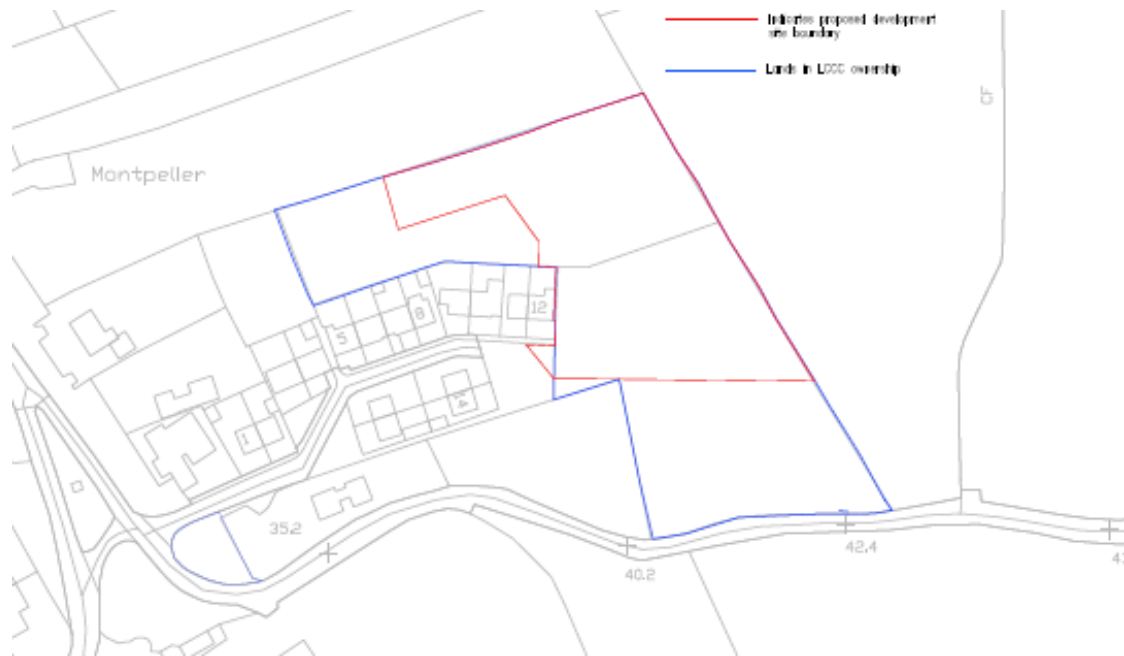 Indicates proposed development
site boundary
Lands in LCCC ownership
CF
Montpeller
12
8
5
14
1
35.2
40.2
42.4